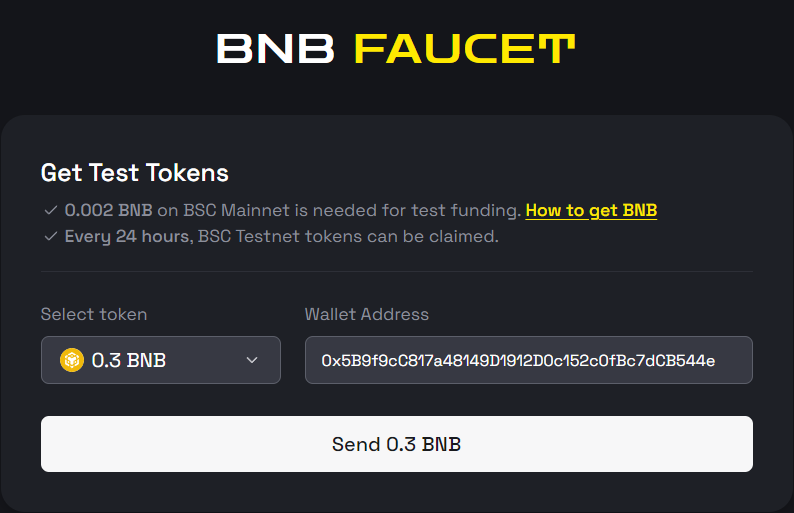 BNB FAUCET
Get Test Tokens
0.002 BNB on BSC Mainnet is needed for test funding. How to get BNB
Every 24 hours, BSC Testnet tokens can be claimed.
Select token
Wallet Address
0.3 BNB
0x5B9f9cC817a48149D1912D0c152c0fBc7dCB544e
Send 0.3 BNB